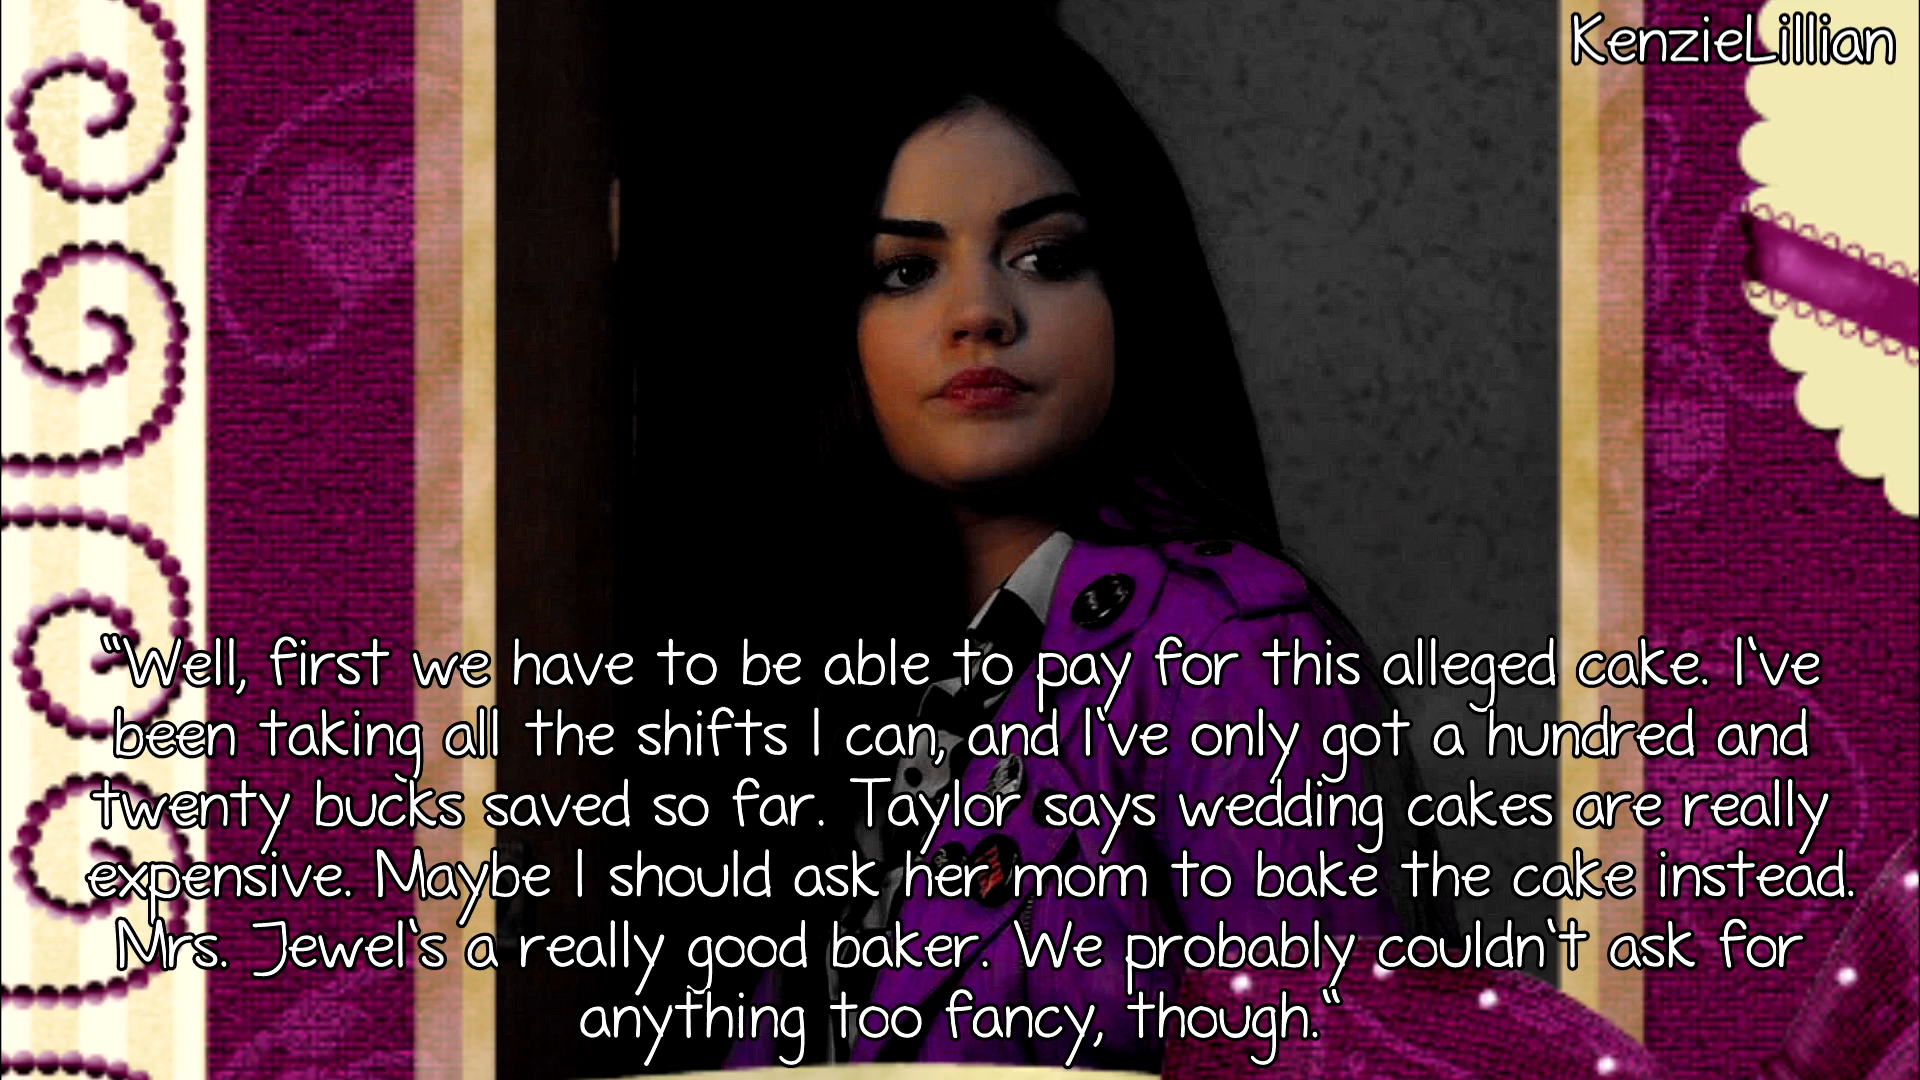 KenzieLillian
"Well, first we have to be able to pay for this alleged cake. I've
been taking all the shifts I can, and I've only got a hundred and
twenty bucks saved so far. Taylor says wedding cakes are really
expensive. Maybe I should ask her mom to bake the cake instead.
Mrs. Jewel's a really good baker. We probably couldn't ask for
anything too fancy, though."